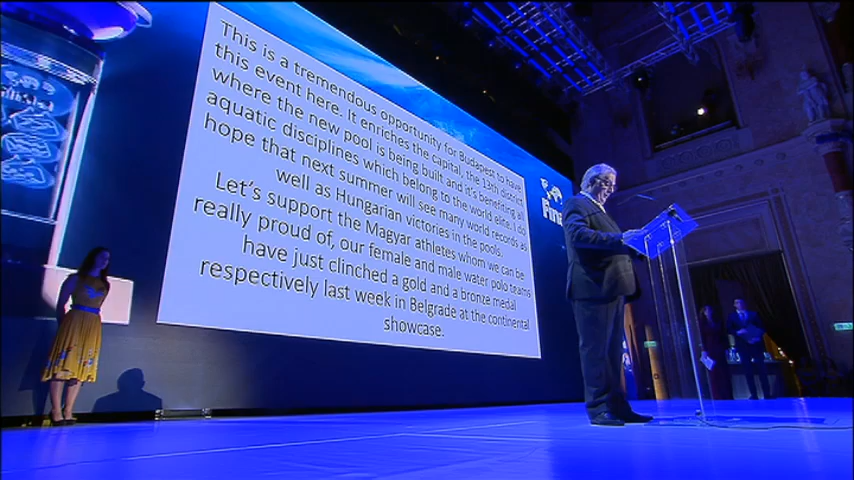 This is a tremendous opportunity for Budapest to have
this event here. It enriches the capital, the 13th district
where the new pool is being built and it's benefiting all
aquatic disciplines which belong to the world elite. I do
hope that next summer will see many world records as
well as Hungarian victories in the pools.
Let's support the Magyar athletes whom we can be
really proud of, our female and male water polo teams
have just clinched a gold and a bronze medal
respectively last week in Belgrade at the continental
showcase.
Fina